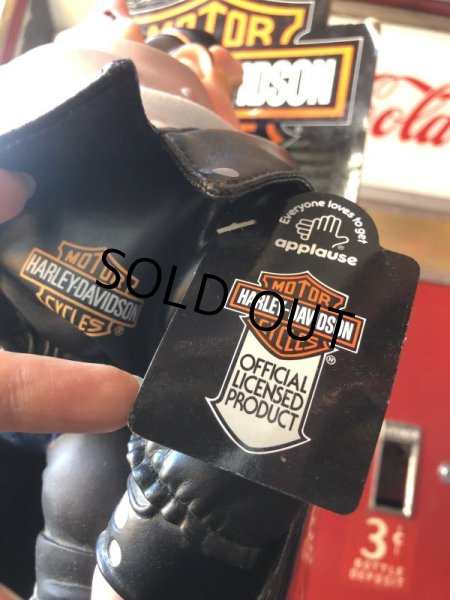 MOTOR
DSON
Cola
Everyone loves to get
applause
MOTOR
HARLEY-DAVIDSON
CYCLES
MOTOR
HARLEY-DAVIDSON
CYCLES
OFFICIAL
LICENSED
PRODUCT
SOLD OUT
3¢
BOTTLE
DEPOSIT